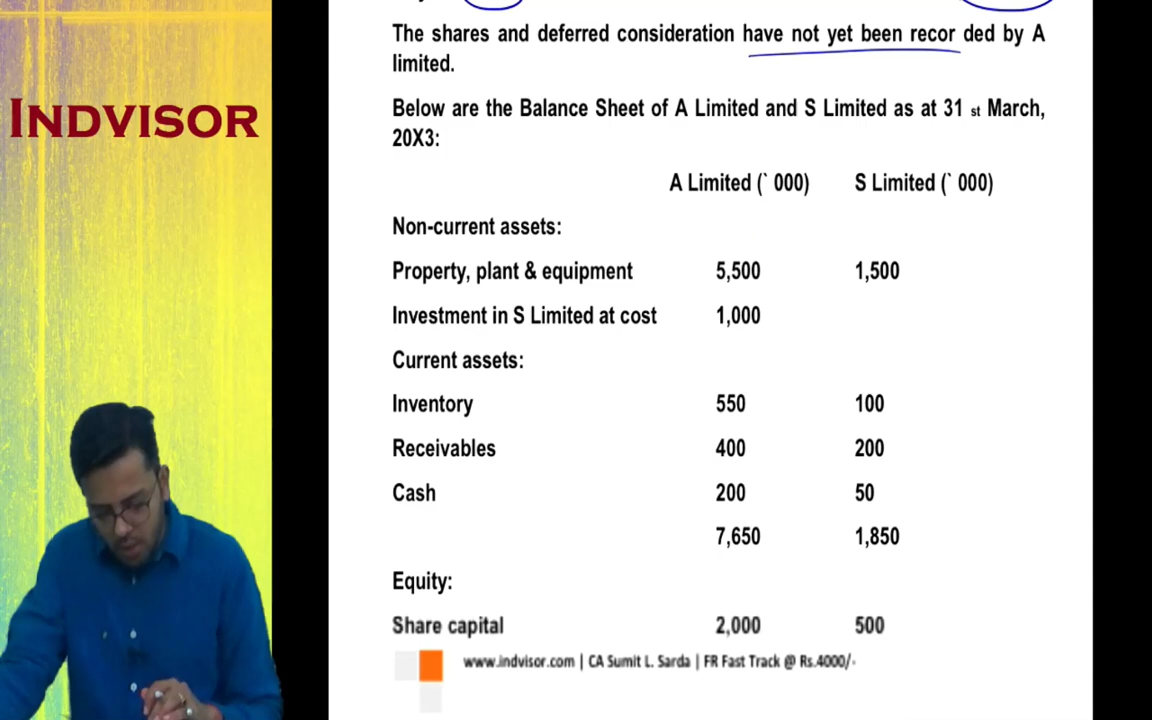 The shares and deferred consideration have not yet been recor ded by A
limited.
INDVISOR
Below are the Balance Sheet of A Limited and S Limited as at 31 st March,
20X3:
A Limited (` 000) S Limited (` 000)
Non-current assets:
Property, plant & equipment 5,500 1,500
Investment in S Limited at cost 1,000
Current assets:
Inventory 550 100
Receivables 400 200
Cash 200 50
7,650 1,850
Equity:
Share capital 2,000 500
www.indvisor.com | CA Sumit L. Sarda | FR Fast Track @ Rs.4000/-